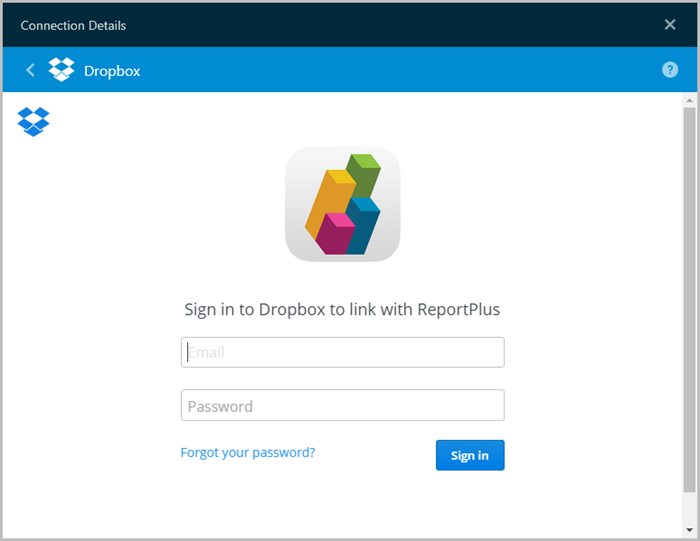 Connection Details
Dropbox
?
Sign in to Dropbox to link with ReportPlus
Email
Password
Forgot your password?
Sign in